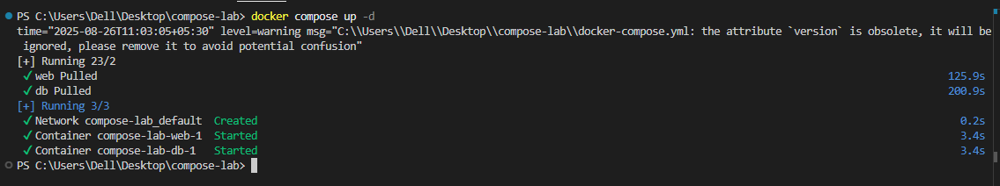 PS C:\Users\Dell\Desktop\compose-lab> docker compose up -d
time="2025-08-26T11:03:05+05:30" level=warning msg="C:\\Users\\Dell\\Desktop\\compose-lab\\docker-compose.yml: the attribute `version` is obsolete, it will be
ignored, please remove it to avoid potential confusion"
[+] Running 23/2
✓ web Pulled 125.9s
✓ db Pulled 200.9s
[+] Running 3/3
✓ Network compose-lab_default Created 0.2s
✓ Container compose-lab-web-1 Started 3.4s
✓ Container compose-lab-db-1 Started 3.4s
PS C:\Users\Dell\Desktop\compose-lab>